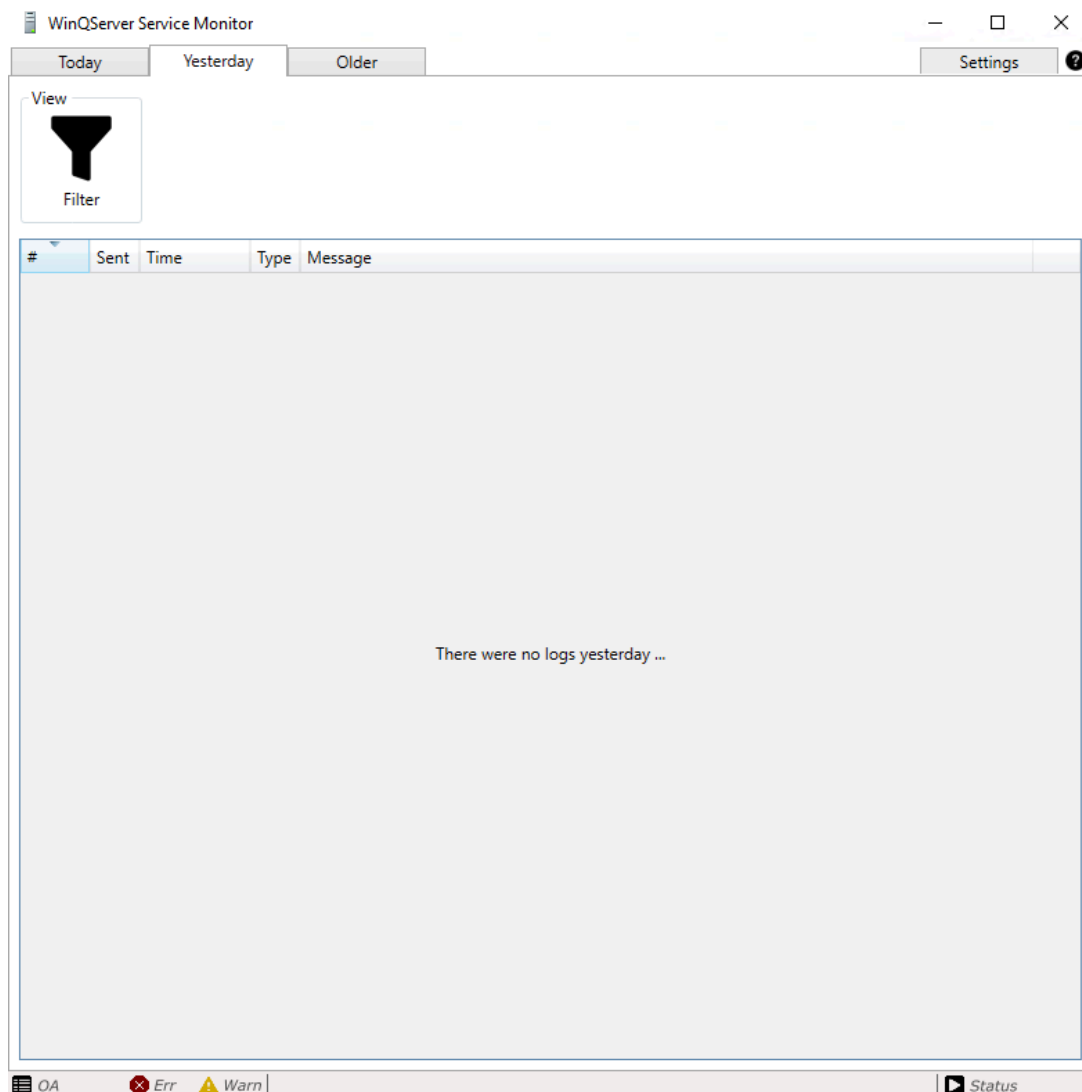 WinQServer Service Monitor
Today Yesterday Older Settings ?
View
Filter
# Sent Time Type Message
There were no logs yesterday ...
OA Err Warn Status